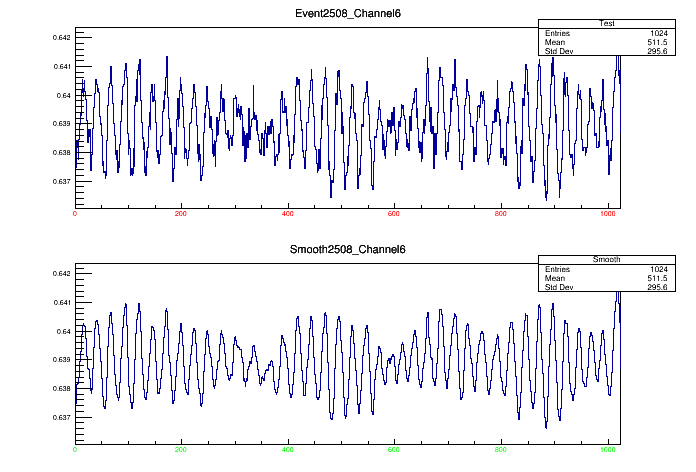 Event2508_Channel6
Test
Entries 1024
Mean 511.5
Std Dev 295.6
0.642
0.641
0.64
0.639
0.638
0.637
0 200 400 600 800 1000
Smooth2508_Channel6
Smooth
Entries 1024
Mean 511.5
Std Dev 295.6
0.642
0.641
0.64
0.639
0.638
0.637
0 200 400 600 800 1000